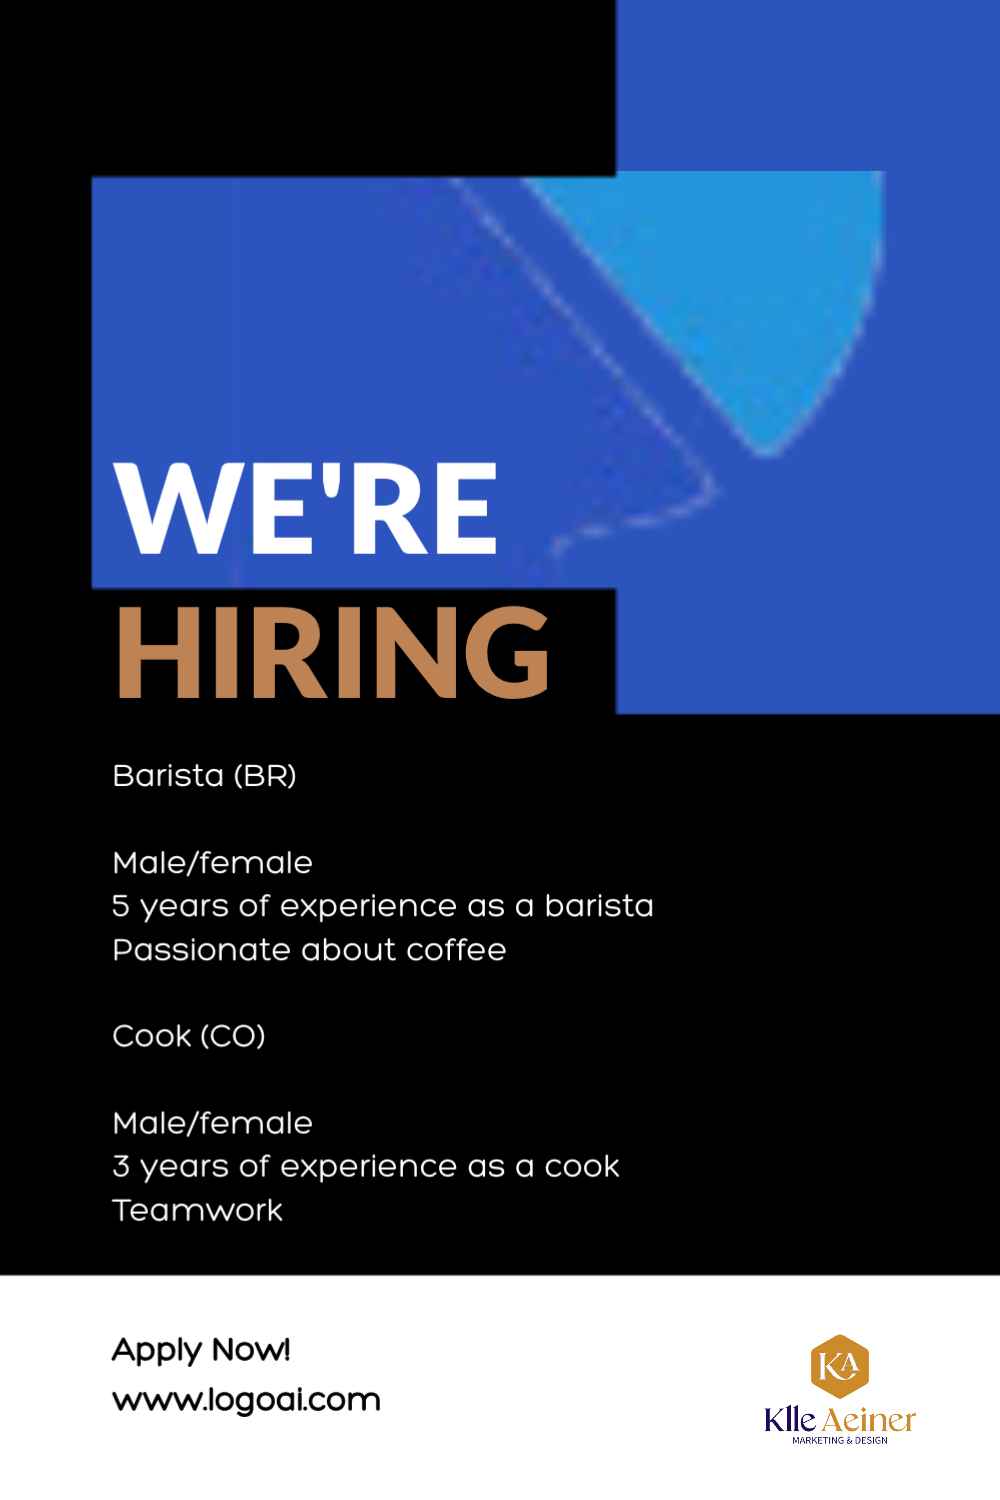 WE'RE
HIRING
Barista (BR)
Male/female
5 years of experience as a barista
Passionate about coffee
Cook (CO)
Male/female
3 years of experience as a cook
Teamwork
Apply Now!
www.logoai.com
KA
Klle Aeiner
MARKETING & DESIGN